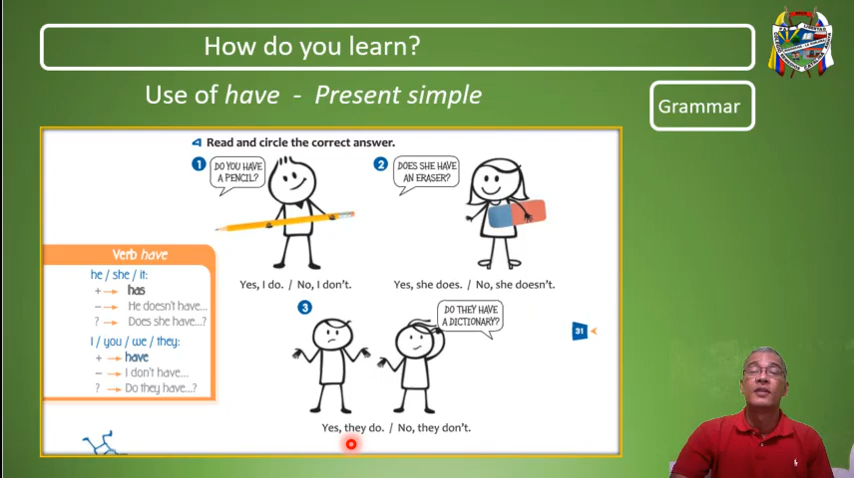 How do you learn?
Use of have - Present simple
Grammar
4 Read and circle the correct answer.
1
DO YOU HAVE
A PENCIL?
2
DOES SHE HAVE
AN ERASER?
Yes, I do. / No, I don't.
Yes, she does. / No, she doesn't.
Verb have
he / she / it:
+ → has
– → He doesn't have...
? → Does she have...?
I / you / we / they:
+ → have
– → I don't have...
? → Do they have...?
3
DO THEY HAVE
A DICTIONARY?
31
Yes, they do. / No, they don't.